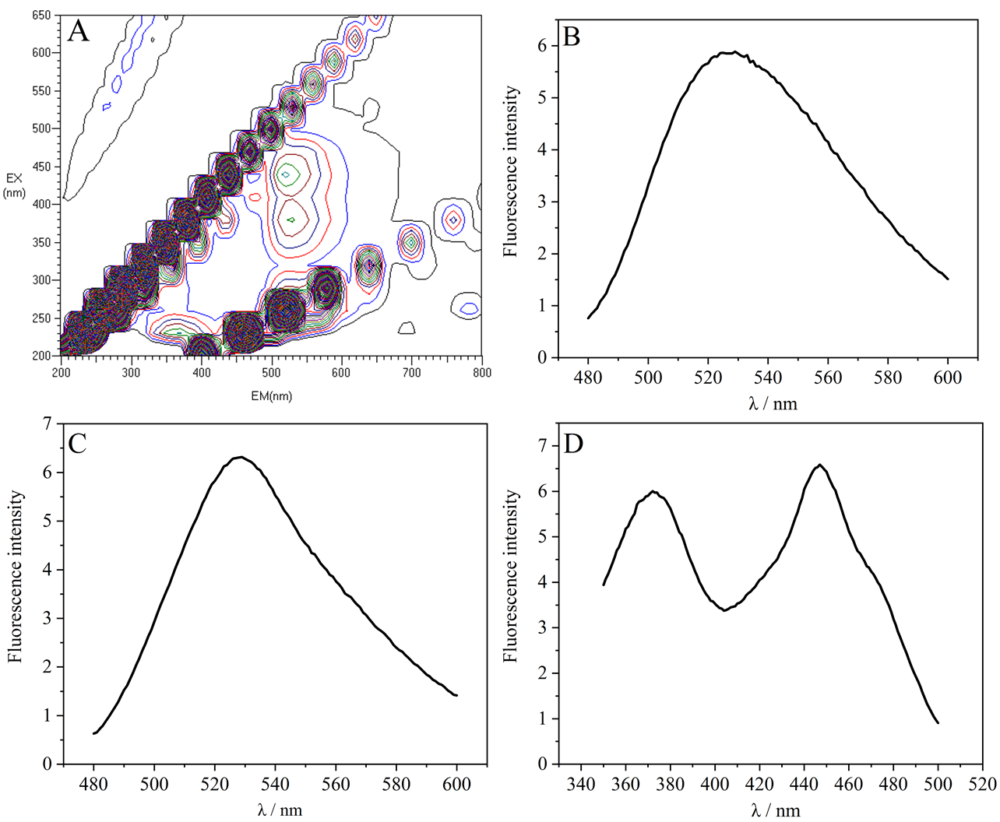 A
650
600
550
500
450
400
350
300
250
200
EX
(nm)
200 300 400 500 600 700 800
EM(nm)
B
6
5
4
3
2
1
0
Fluorescence intensity
480 500 520 540 560 580 600
λ / nm
C
7
6
5
4
3
2
1
0
Fluorescence intensity
480 500 520 540 560 580 600
λ / nm
D
7
6
5
4
3
2
1
0
Fluorescence intensity
340 360 380 400 420 440 460 480 500 520
λ / nm